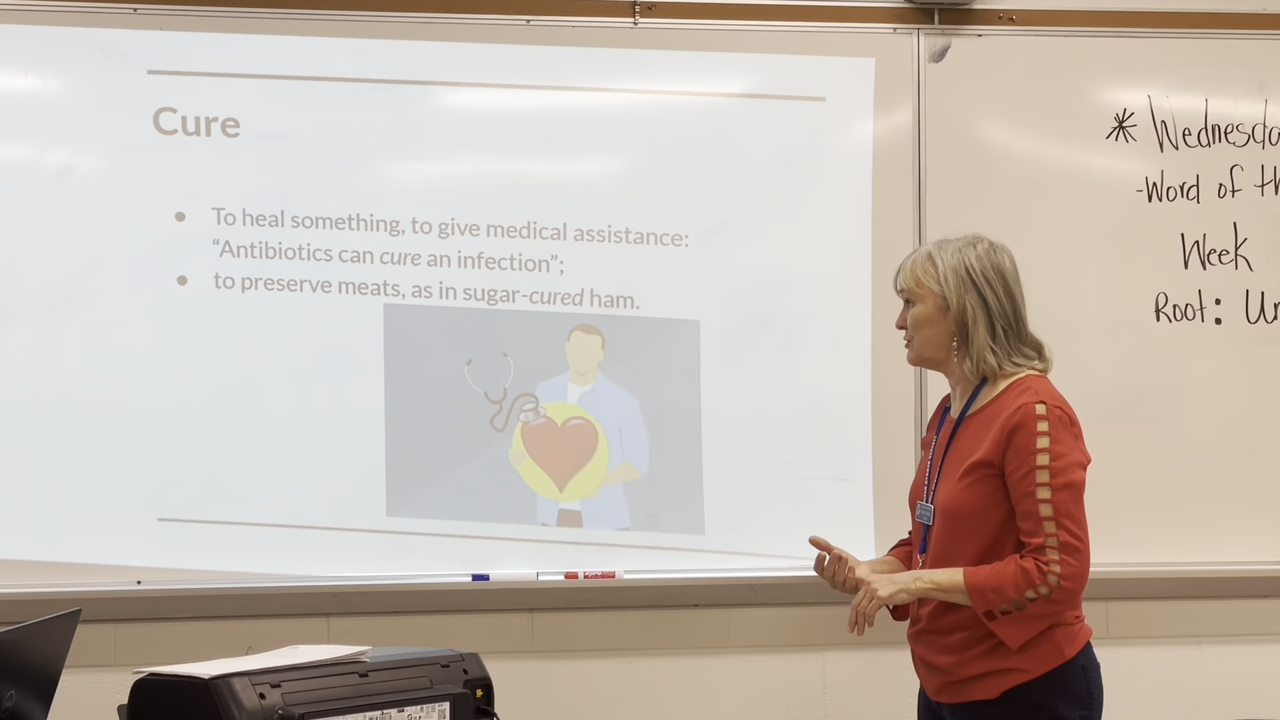 Cure
● To heal something, to give medical assistance:
“Antibiotics can cure an infection”;
● to preserve meats, as in sugar-cured ham.
* Wednesda
-Word of th
Week
Root: Un